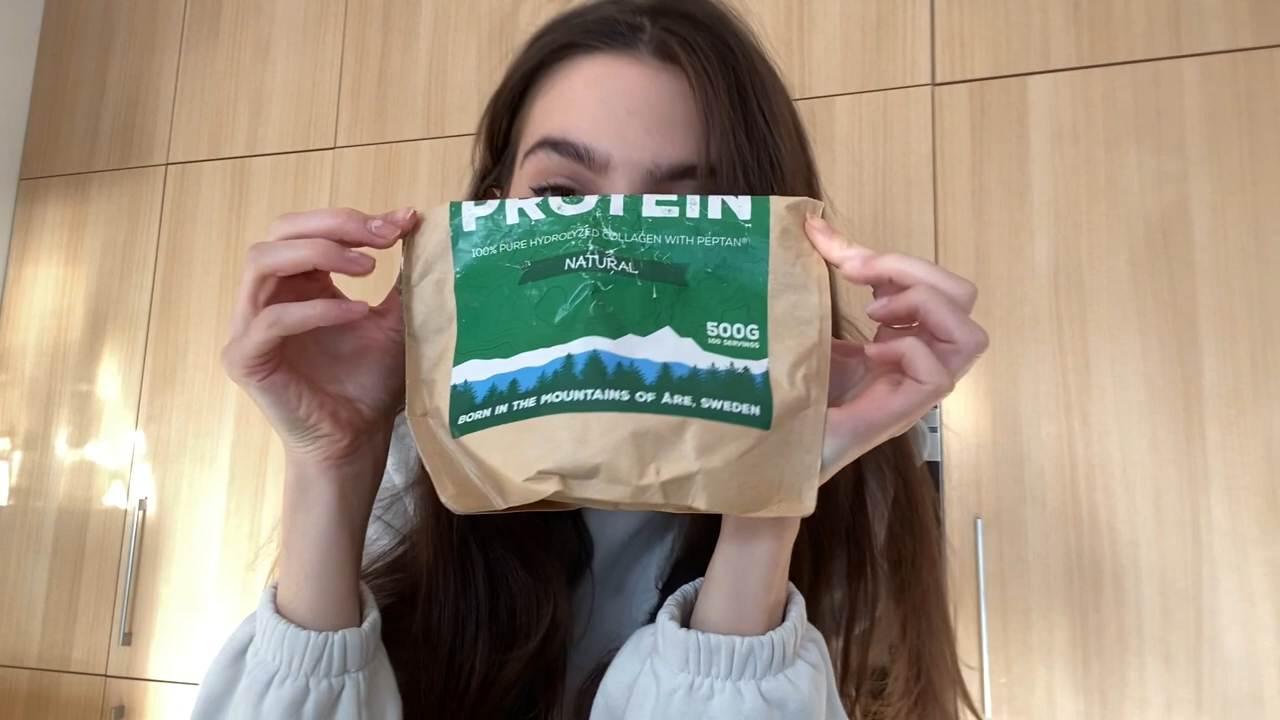 PROTEIN
100% PURE HYDROLYZED COLLAGEN WITH PEPTAN®
NATURAL
500G
100 SERVINGS
BORN IN THE MOUNTAINS OF ÅRE, SWEDEN